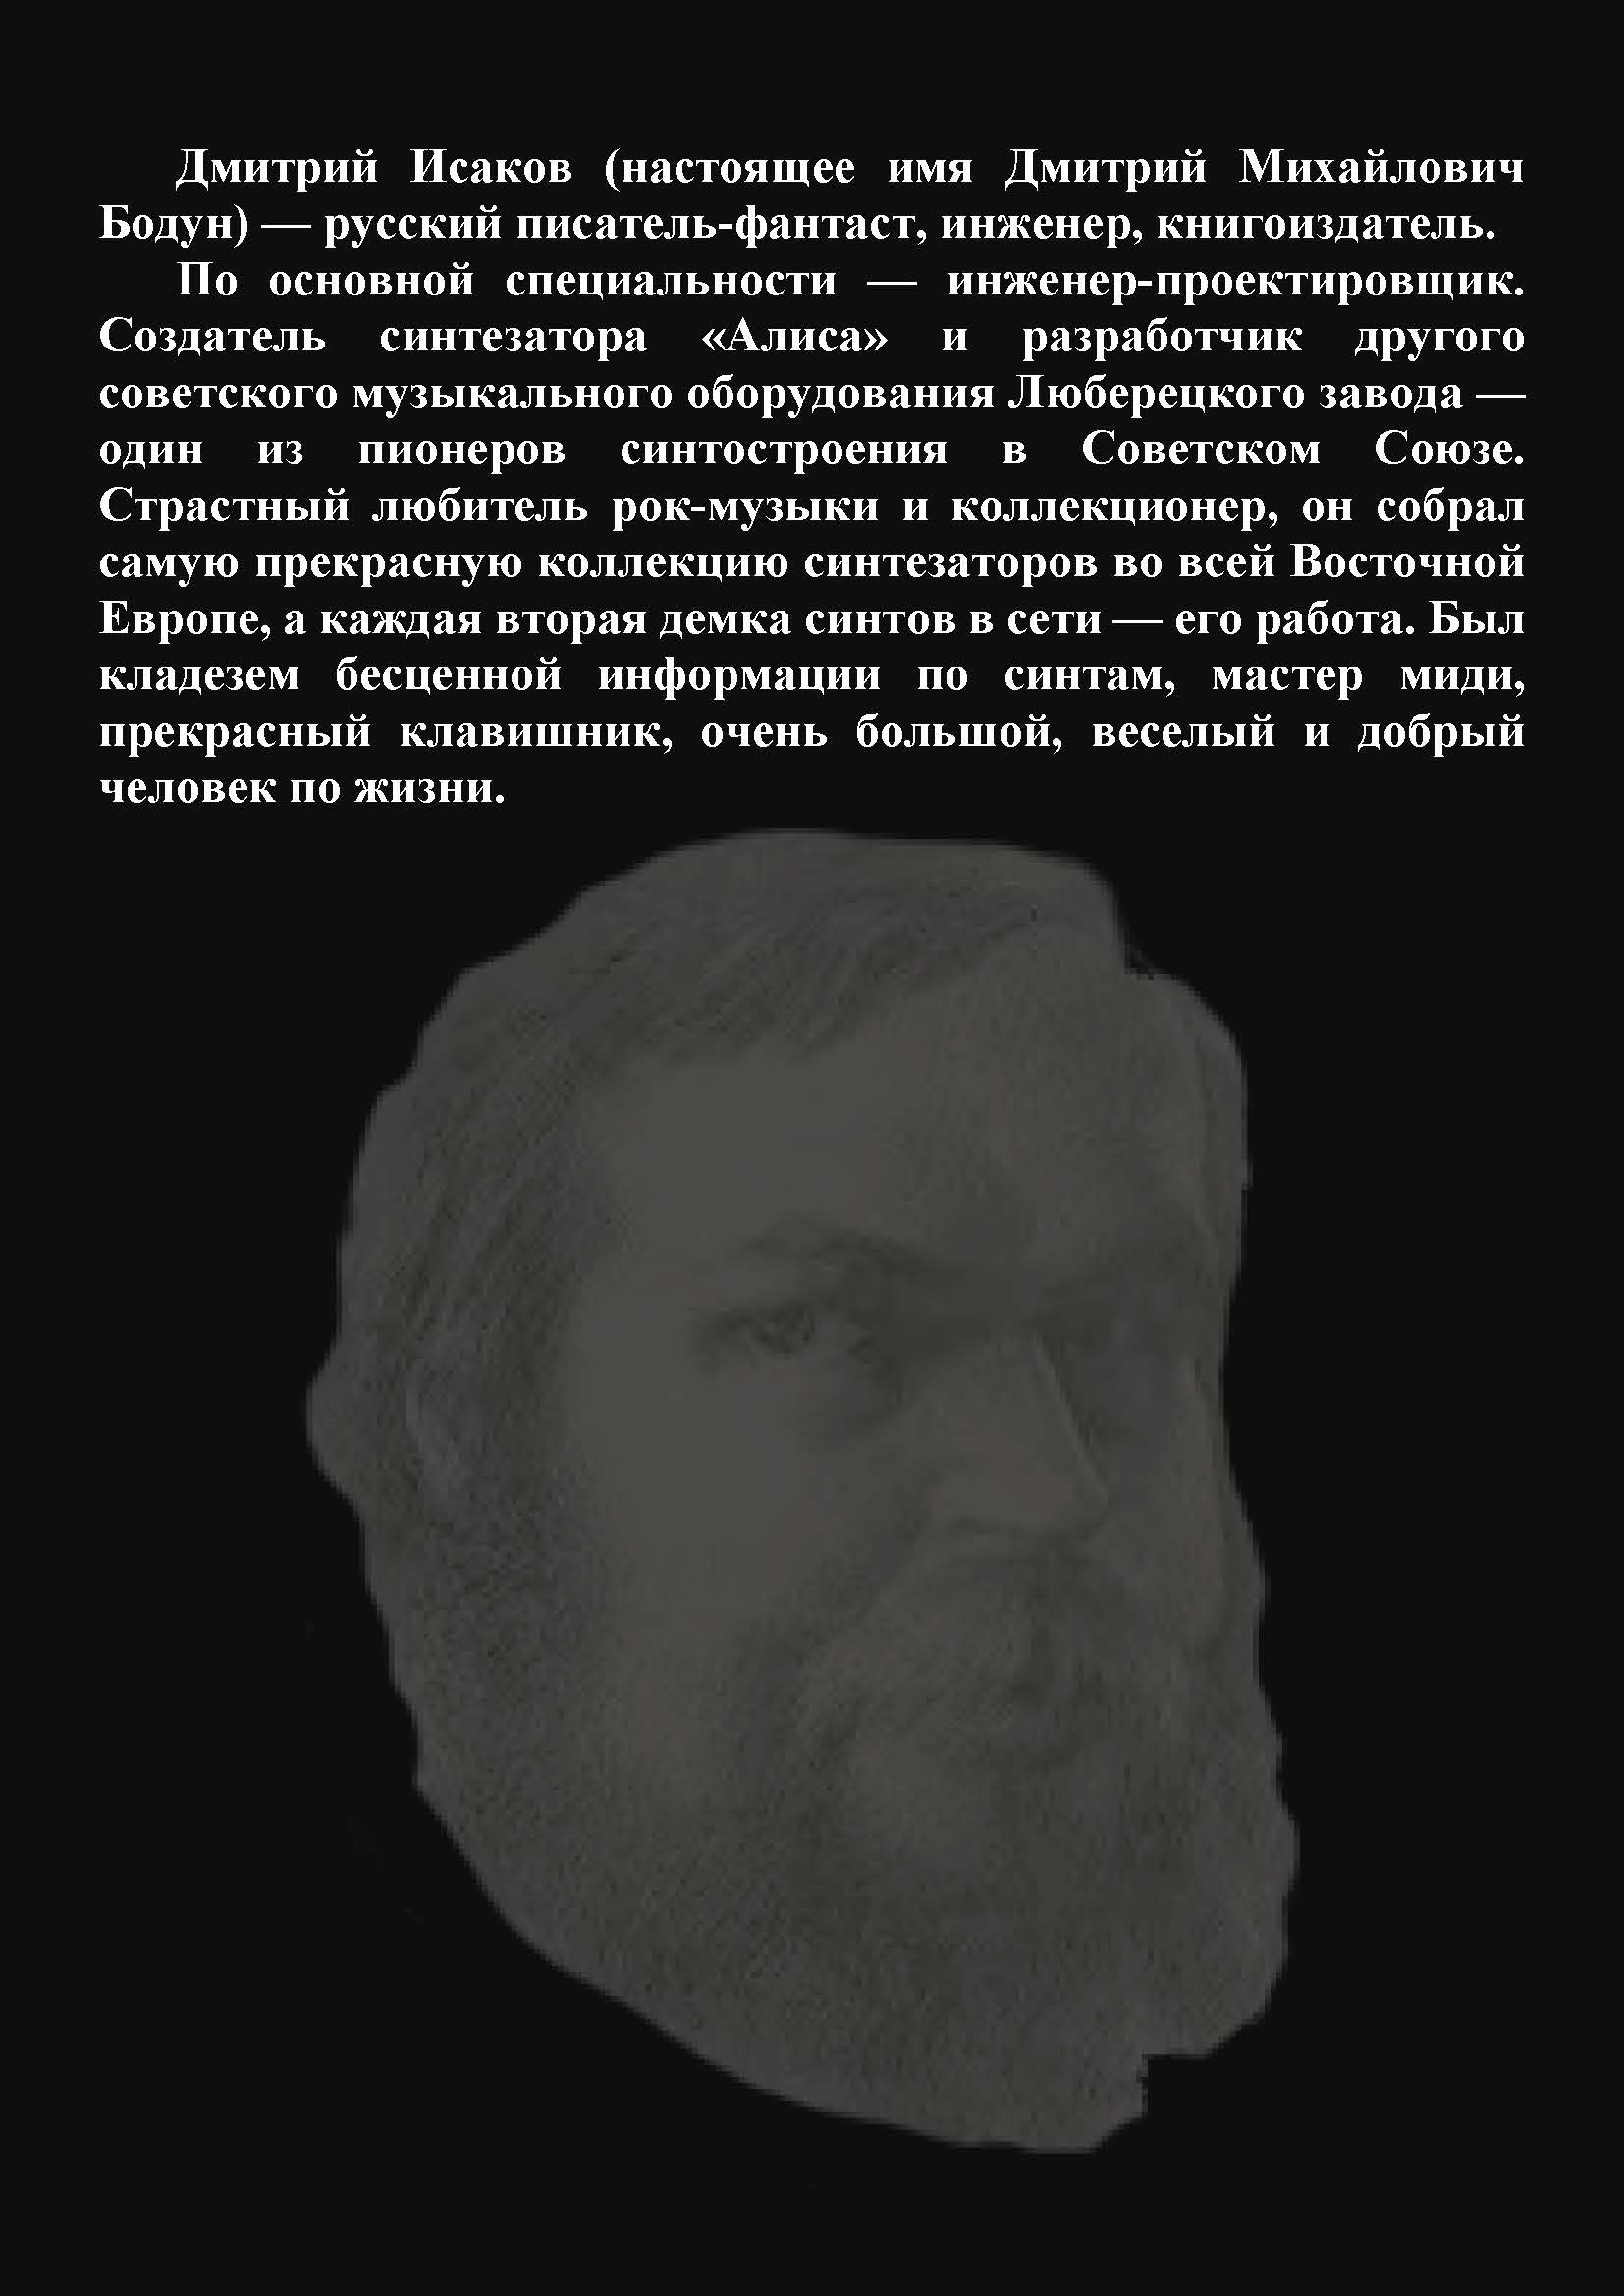 Дмитрий Исаков (настоящее имя Дмитрий Михайлович
Бодун) — русский писатель-фантаст, инженер, книгоиздатель.
По основной специальности — инженер-проектировщик.
Создатель синтезатора «Алиса» и разработчик другого
советского музыкального оборудования Люберецкого завода —
один из пионеров синтостроения в Советском Союзе.
Страстный любитель рок-музыки и коллекционер, он собрал
самую прекрасную коллекцию синтезаторов во всей Восточной
Европе, а каждая вторая демка синтов в сети — его работа. Был
кладезем бесценной информации по синтам, мастер миди,
прекрасный клавишник, очень большой, веселый и добрый
человек по жизни.